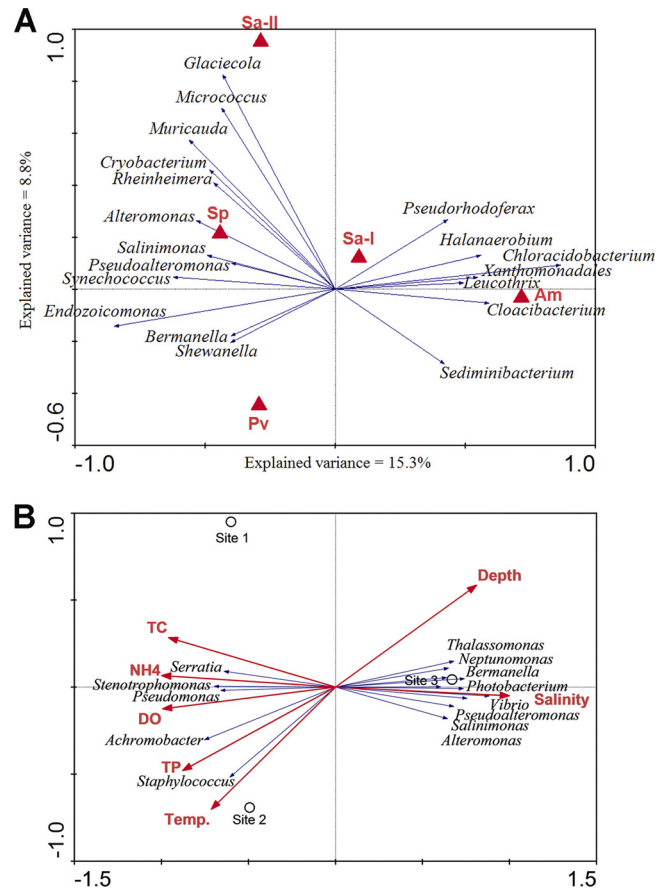 A
Sa-II
1.0
Glaciecola
Micrococcus
Muricauda
Cryobacterium
Rheinheimera
Alteromonas
Sp
Pseudorhodoferax
Salinimonas
Sa-I
Halanaerobium
Pseudoalteromonas
Chloracidobacterium
Synechococcus
Xanthomonadales
Leucothrix
Am
Endozoicomonas
Cloacibacterium
Bermanella
Shewanella
Sediminibacterium
Pv
Explained variance = 8.8%
-0.6
-1.0
Explained variance = 15.3%
1.0
B
1.0
Site 1
Depth
TC
Thalassomonas
NH4
Serratia
Neptunomonas
Bermanella
Site 3
Stenotrophomonas
Photobacterium
Pseudomonas
Vibrio
Salinity
DO
Pseudoalteromonas
Salinimonas
Achromobacter
Alteromonas
TP
Staphylococcus
Temp.
Site 2
-1.0
-1.5
1.5